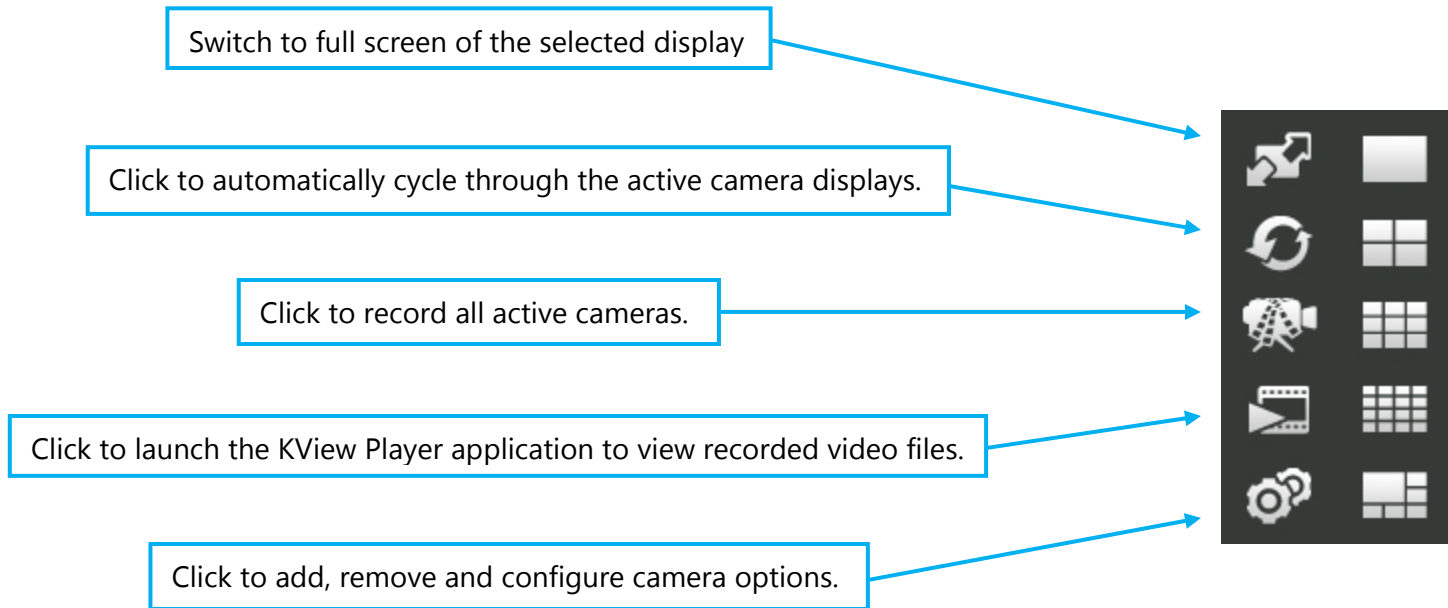 Switch to full screen of the selected display
Click to automatically cycle through the active camera displays.
Click to record all active cameras.
Click to launch the KView Player application to view recorded video files.
Click to add, remove and configure camera options.